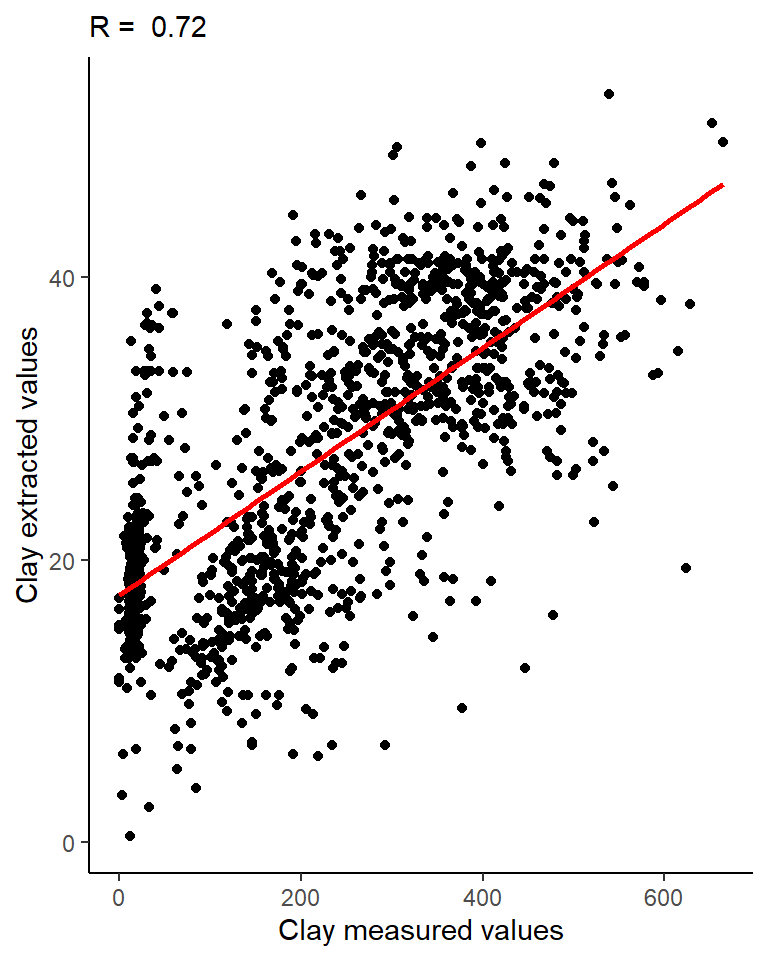 R =  0.72
Clay extracted values
40
20
0
0 200 400 600
Clay measured values